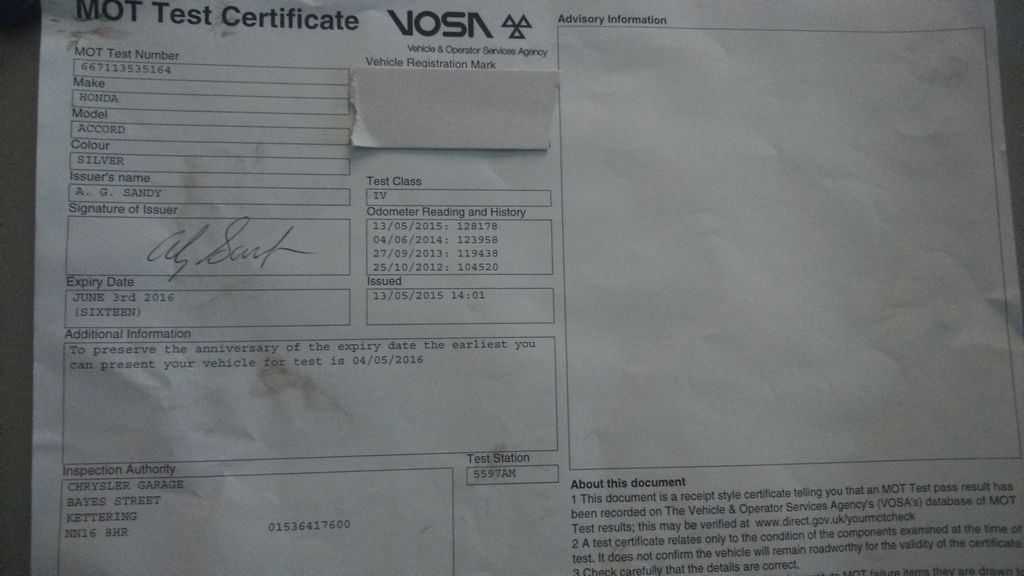 MOT Test Certificate
VOSA
Vehicle & Operator Services Agency
MOT Test Number
667113535164
Vehicle Registration Mark
Make
HONDA
Model
ACCORD
Colour
SILVER
Issuer's name
A. G. SANDY
Signature of Issuer
Test Class
IV
Odometer Reading and History
13/05/2015: 128178
04/06/2014: 123958
27/09/2013: 119438
25/10/2012: 104520
Expiry Date
JUNE 3rd 2016
(SIXTEEN)
Issued
13/05/2015 14:01
Additional Information
To preserve the anniversary of the expiry date the earliest you
can present your vehicle for test is 04/05/2016
Inspection Authority
CHRYSLER GARAGE
BAYES STREET
KETTERING
NN16 8HR
01536417600
Test Station
5597AM
Advisory Information
About this document
1 This document is a receipt style certificate telling you that an MOT Test pass result has
been recorded on The Vehicle & Operator Services Agency's (VOSA's) database of MOT
Test results; this may be verified at www.direct.gov.uk/yourmotcheck
2 A test certificate relates only to the condition of the components examined at the time of
test. It does not confirm the vehicle will remain roadworthy for the validity of the certificate
3 Check carefully that the details are correct.
MOT failure items they are drawn